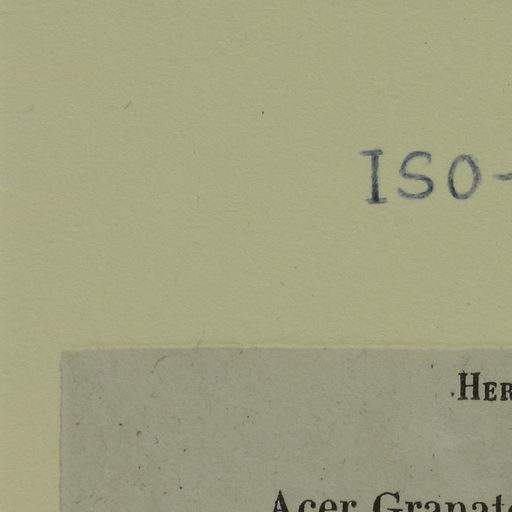 ISO-
HER
Acer Granat